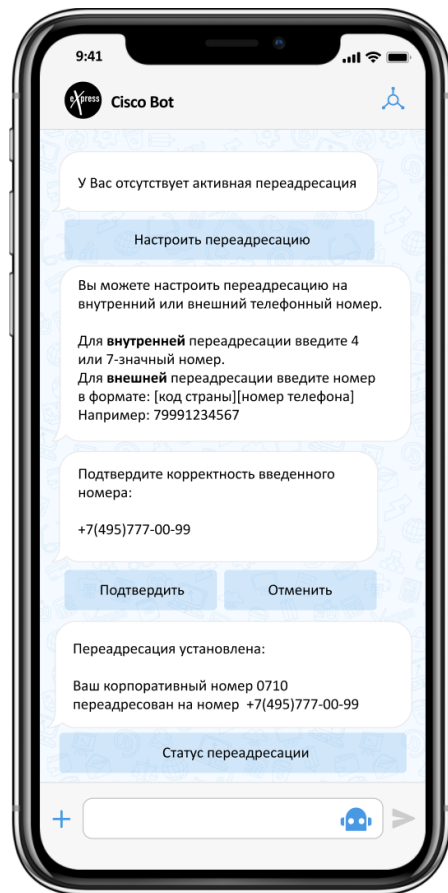 9:41
eXpress
Cisco Bot
У Вас отсутствует активная переадресация
Настроить переадресацию
Вы можете настроить переадресацию на
внутренний или внешний телефонный номер.
Для внутренней переадресации введите 4
или 7-значный номер.
Для внешней переадресации введите номер
в формате: [код страны][номер телефона]
Например: 79991234567
Подтвердите корректность введенного
номера:
+7(495)777-00-99
Подтвердить
Отменить
Переадресация установлена:
Ваш корпоративный номер 0710
переадресован на номер +7(495)777-00-99
Статус переадресации